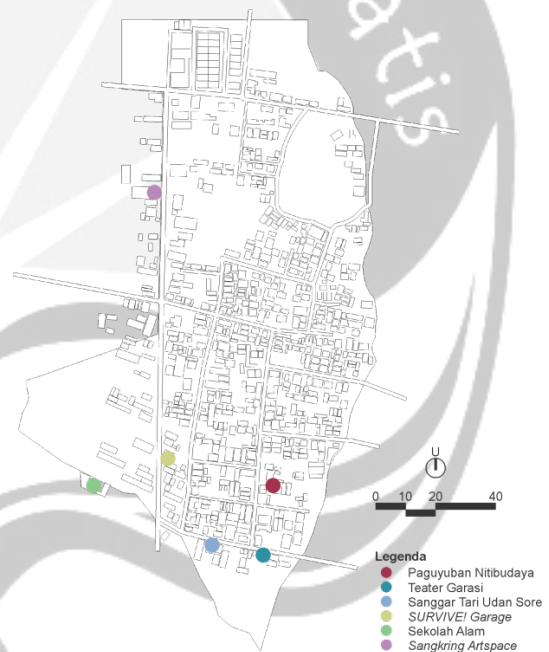 atis
U
0 10 20 40
Legenda
Paguyuban Nitibudaya
Teater Garasi
Sanggar Tari Udan Sore
SURVIVE! Garage
Sekolah Alam
Sangkring Artspace